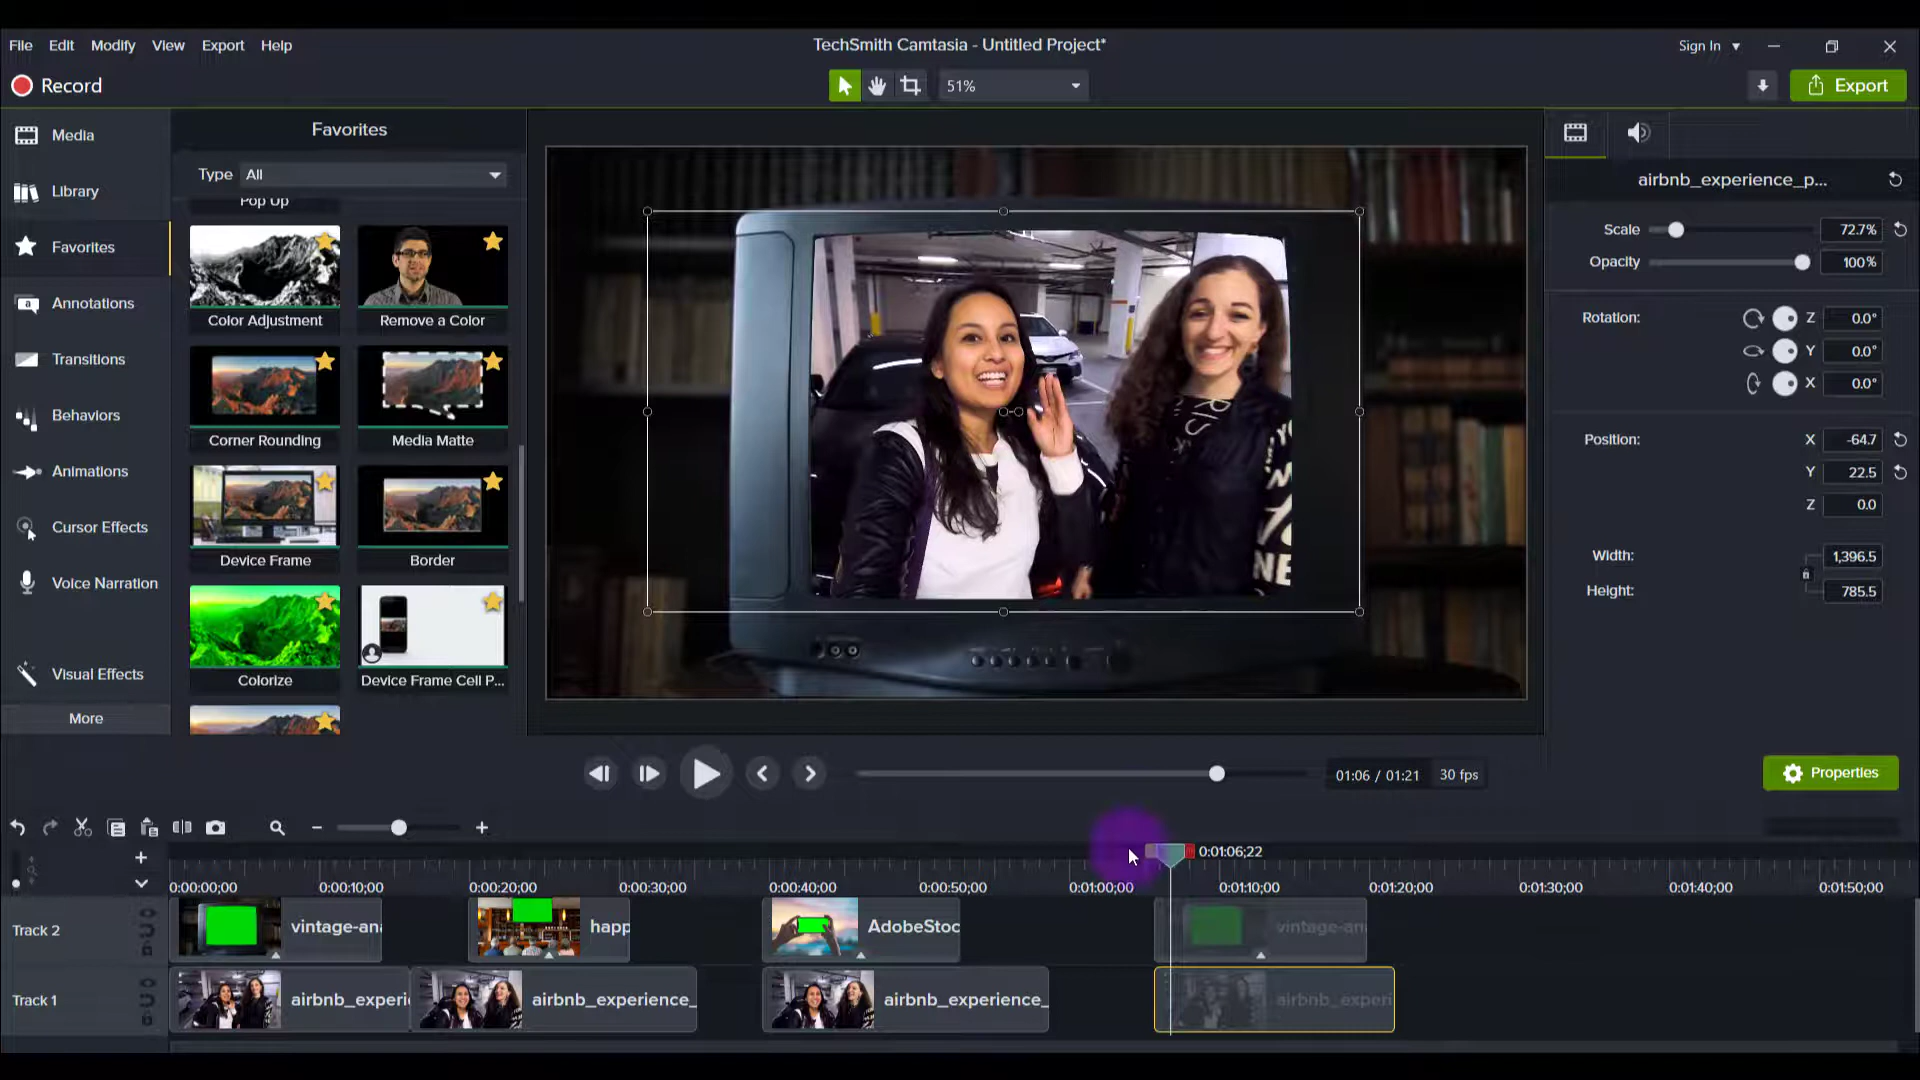 File Edit Modify View Export Help
TechSmith Camtasia - Untitled Project*
Sign In
Record
51%
Export
Media
Library
Favorites
Annotations
Transitions
Behaviors
Animations
Cursor Effects
Voice Narration
Visual Effects
More
Favorites
Type All
Pop Up
Color Adjustment
Remove a Color
Corner Rounding
Media Matte
Device Frame
Border
Colorize
Device Frame Cell P...
airbnb_experience_p...
Scale 72.7%
Opacity 100%
Rotation: Z 0.0°
Y 0.0°
X 0.0°
Position: X -64.7
Y 22.5
Z 0.0
Width: 1,396.5
Height: 785.5
Properties
01:06 / 01:21 30 fps
0:01:06;22
0:00:00;00 0:00:10;00 0:00:20;00 0:00:30;00 0:00:40;00 0:00:50;00 0:01:00;00 0:01:10;00 0:01:20;00 0:01:30;00 0:01:40;00 0:01:50;00
Track 2
vintage-an
happ
AdobeStoc
vintage-an
Track 1
airbnb_experi
airbnb_experience_
airbnb_experience_
airbnb_experi